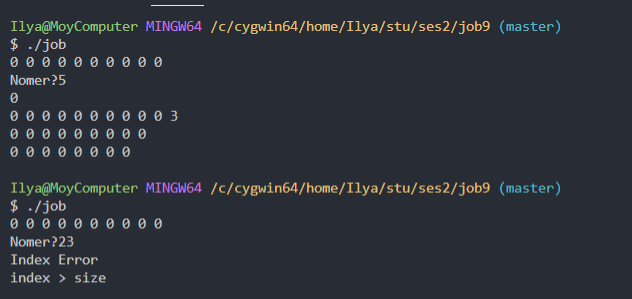 Ilya@MoyComputer MINGW64 /c/cygwin64/home/Ilya/stu/ses2/job9 (master)
$ ./job
0 0 0 0 0 0 0 0 0 0
Nomer?5
0
0 0 0 0 0 0 0 0 0 0 3
0 0 0 0 0 0 0 0 0
0 0 0 0 0 0 0 0
Ilya@MoyComputer MINGW64 /c/cygwin64/home/Ilya/stu/ses2/job9 (master)
$ ./job
0 0 0 0 0 0 0 0 0 0
Nomer?23
Index Error
index > size